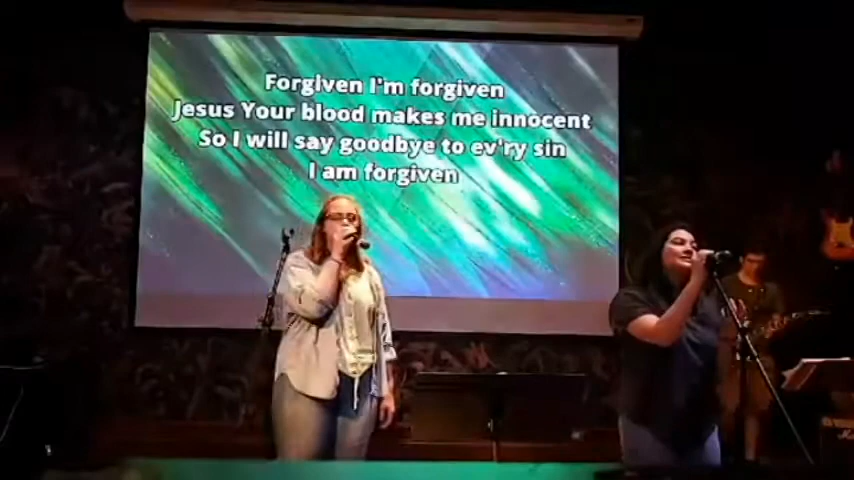 Forgiven I'm forgiven
Jesus Your blood makes me innocent
So I will say goodbye to ev'ry sin
I am forgiven